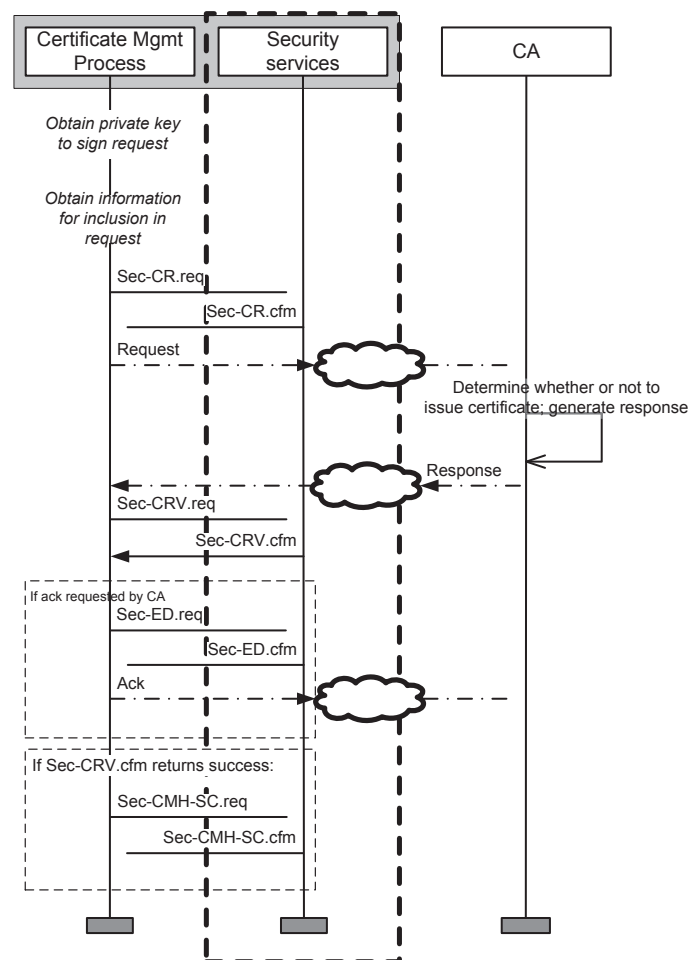 Certificate Mgmt
Process
Security
services
CA
Obtain private key
to sign request
Obtain information
for inclusion in
request
Sec-CR.req
Sec-CR.cfm
Request
Determine whether or not to
issue certificate; generate response
Response
Sec-CRV.req
Sec-CRV.cfm
If ack requested by CA
Sec-ED.req
Sec-ED.cfm
Ack
If Sec-CRV.cfm returns success:
Sec-CMH-SC.req
Sec-CMH-SC.cfm